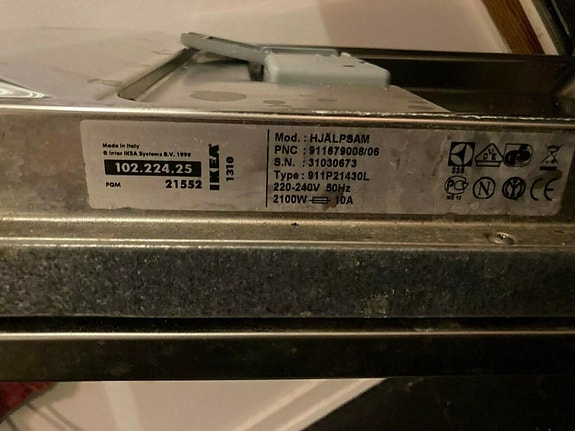 Made in Italy
© Inter IKEA Systems B.V. 1999
102.224.25
PQM 21552
IKEA
1310
Mod. : HJÄLPSAM
PNC : 911679008/06
S.N. : 31030673
Type : 911P21430L
220-240V 50Hz
2100W 10A